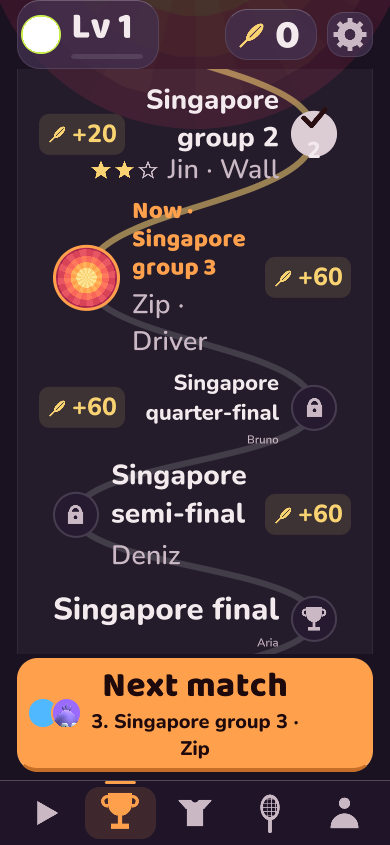 Lv 1
0
Singapore
group 2
+20
2
★★☆ Jin · Wall
Now ·
Singapore
group 3
+60
Zip ·
Driver
Singapore
quarter-final
+60
Bruno
Singapore
semi-final
+60
Deniz
Singapore final
Aria
Next match
3. Singapore group 3 ·
Zip